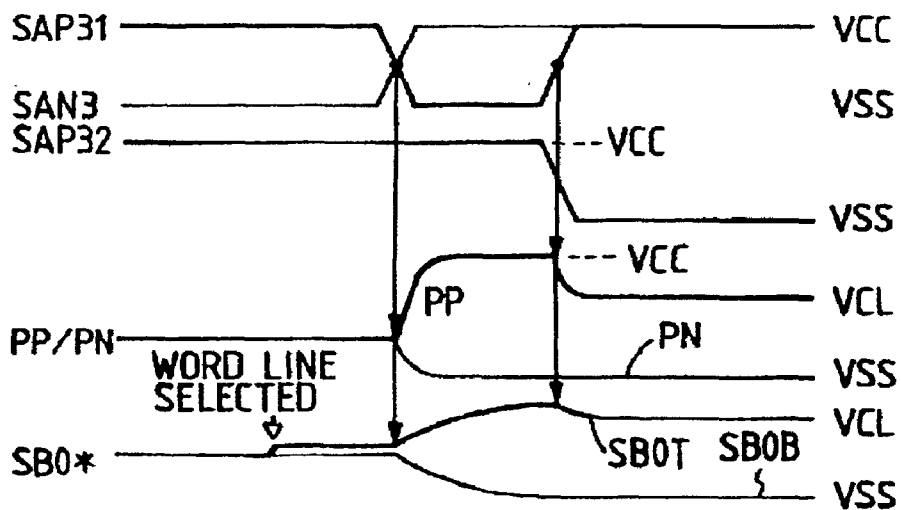 SAP31 VCC
SAN3 VSS
SAP32 ---VCC
VSS
---VCC
PP VCL
PP/PN PN
WORD LINE VSS
SELECTED
VCL
SB0* SB0T SB0B
VSS